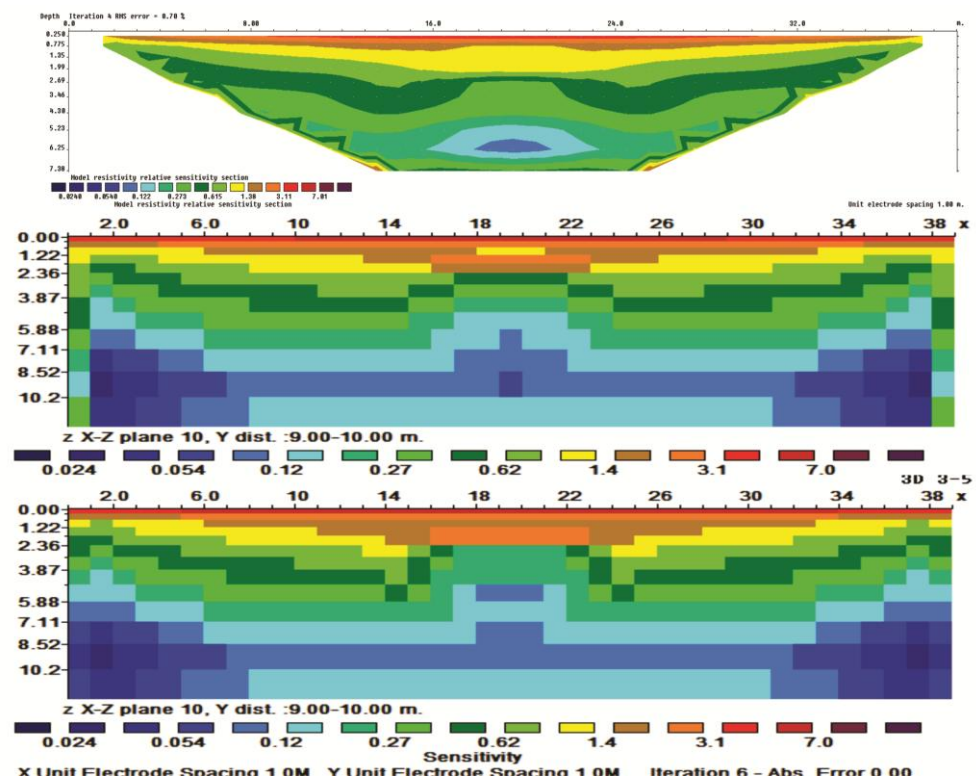 Depth Iteration 4 RMS error = 0.70 %
0.0 8.00 16.0 24.0 32.0 m.
0.250
0.775
1.35
1.99
2.69
3.46
4.30
5.23
6.25
7.38
Model resistivity relative sensitivity section
0.0240 0.0540 0.122 0.273 0.615 1.38 3.11 7.01
Model resistivity relative sensitivity section Unit electrode spacing 1.00 m.
2.0 6.0 10 14 18 22 26 30 34 38 x
0.00
1.22
2.36
3.87
5.88
7.11
8.52
10.2
z X-Z plane 10, Y dist. :9.00-10.00 m.
0.024 0.054 0.12 0.27 0.62 1.4 3.1 7.0
3D 3-5
2.0 6.0 10 14 18 22 26 30 34 38 x
0.00
1.22
2.36
3.87
5.88
7.11
8.52
10.2
z X-Z plane 10, Y dist. :9.00-10.00 m.
0.024 0.054 0.12 0.27 0.62 1.4 3.1 7.0
Sensitivity
X Unit Electrode Spacing 1.0M Y Unit Electrode Spacing 1.0M Iteration 6 - Abs. Error 0.00